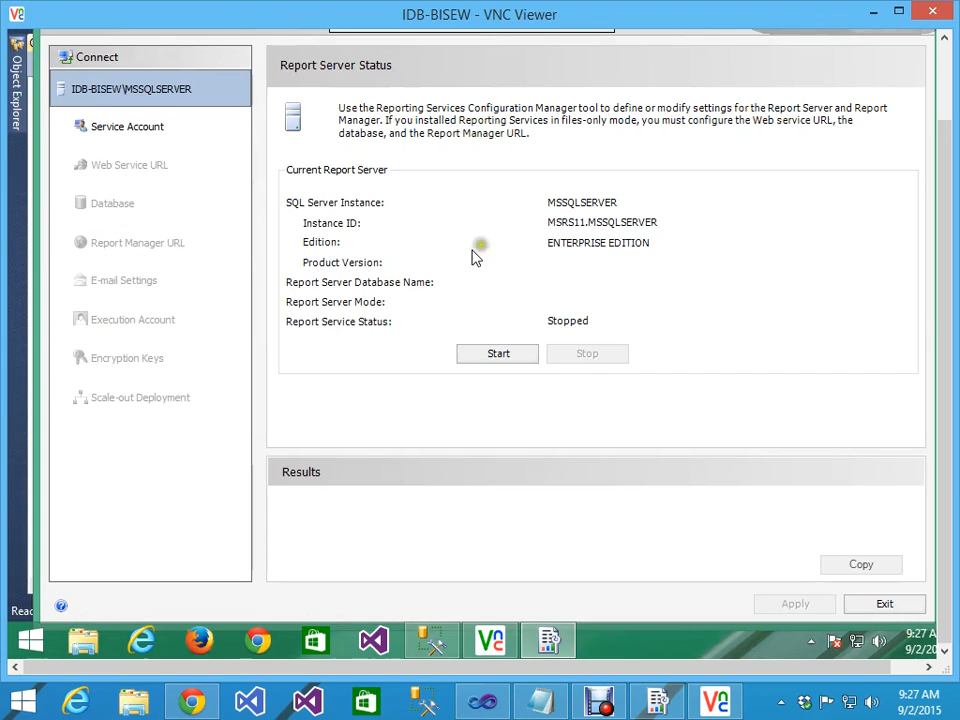 IDB-BISEW - VNC Viewer
Object Explorer
Connect
IDB-BISEW\MSSQLSERVER
Service Account
Web Service URL
Database
Report Manager URL
E-mail Settings
Execution Account
Encryption Keys
Scale-out Deployment
Report Server Status
Use the Reporting Services Configuration Manager tool to define or modify settings for the Report Server and Report
Manager. If you installed Reporting Services in files-only mode, you must configure the Web service URL, the
database, and the Report Manager URL.
Current Report Server
SQL Server Instance: MSSQLSERVER
Instance ID: MSRS11.MSSQLSERVER
Edition: ENTERPRISE EDITION
Product Version:
Report Server Database Name:
Report Server Mode:
Report Service Status: Stopped
Start Stop
Results
Copy
Apply Exit
9:27
9:27 AM
9/2/2015